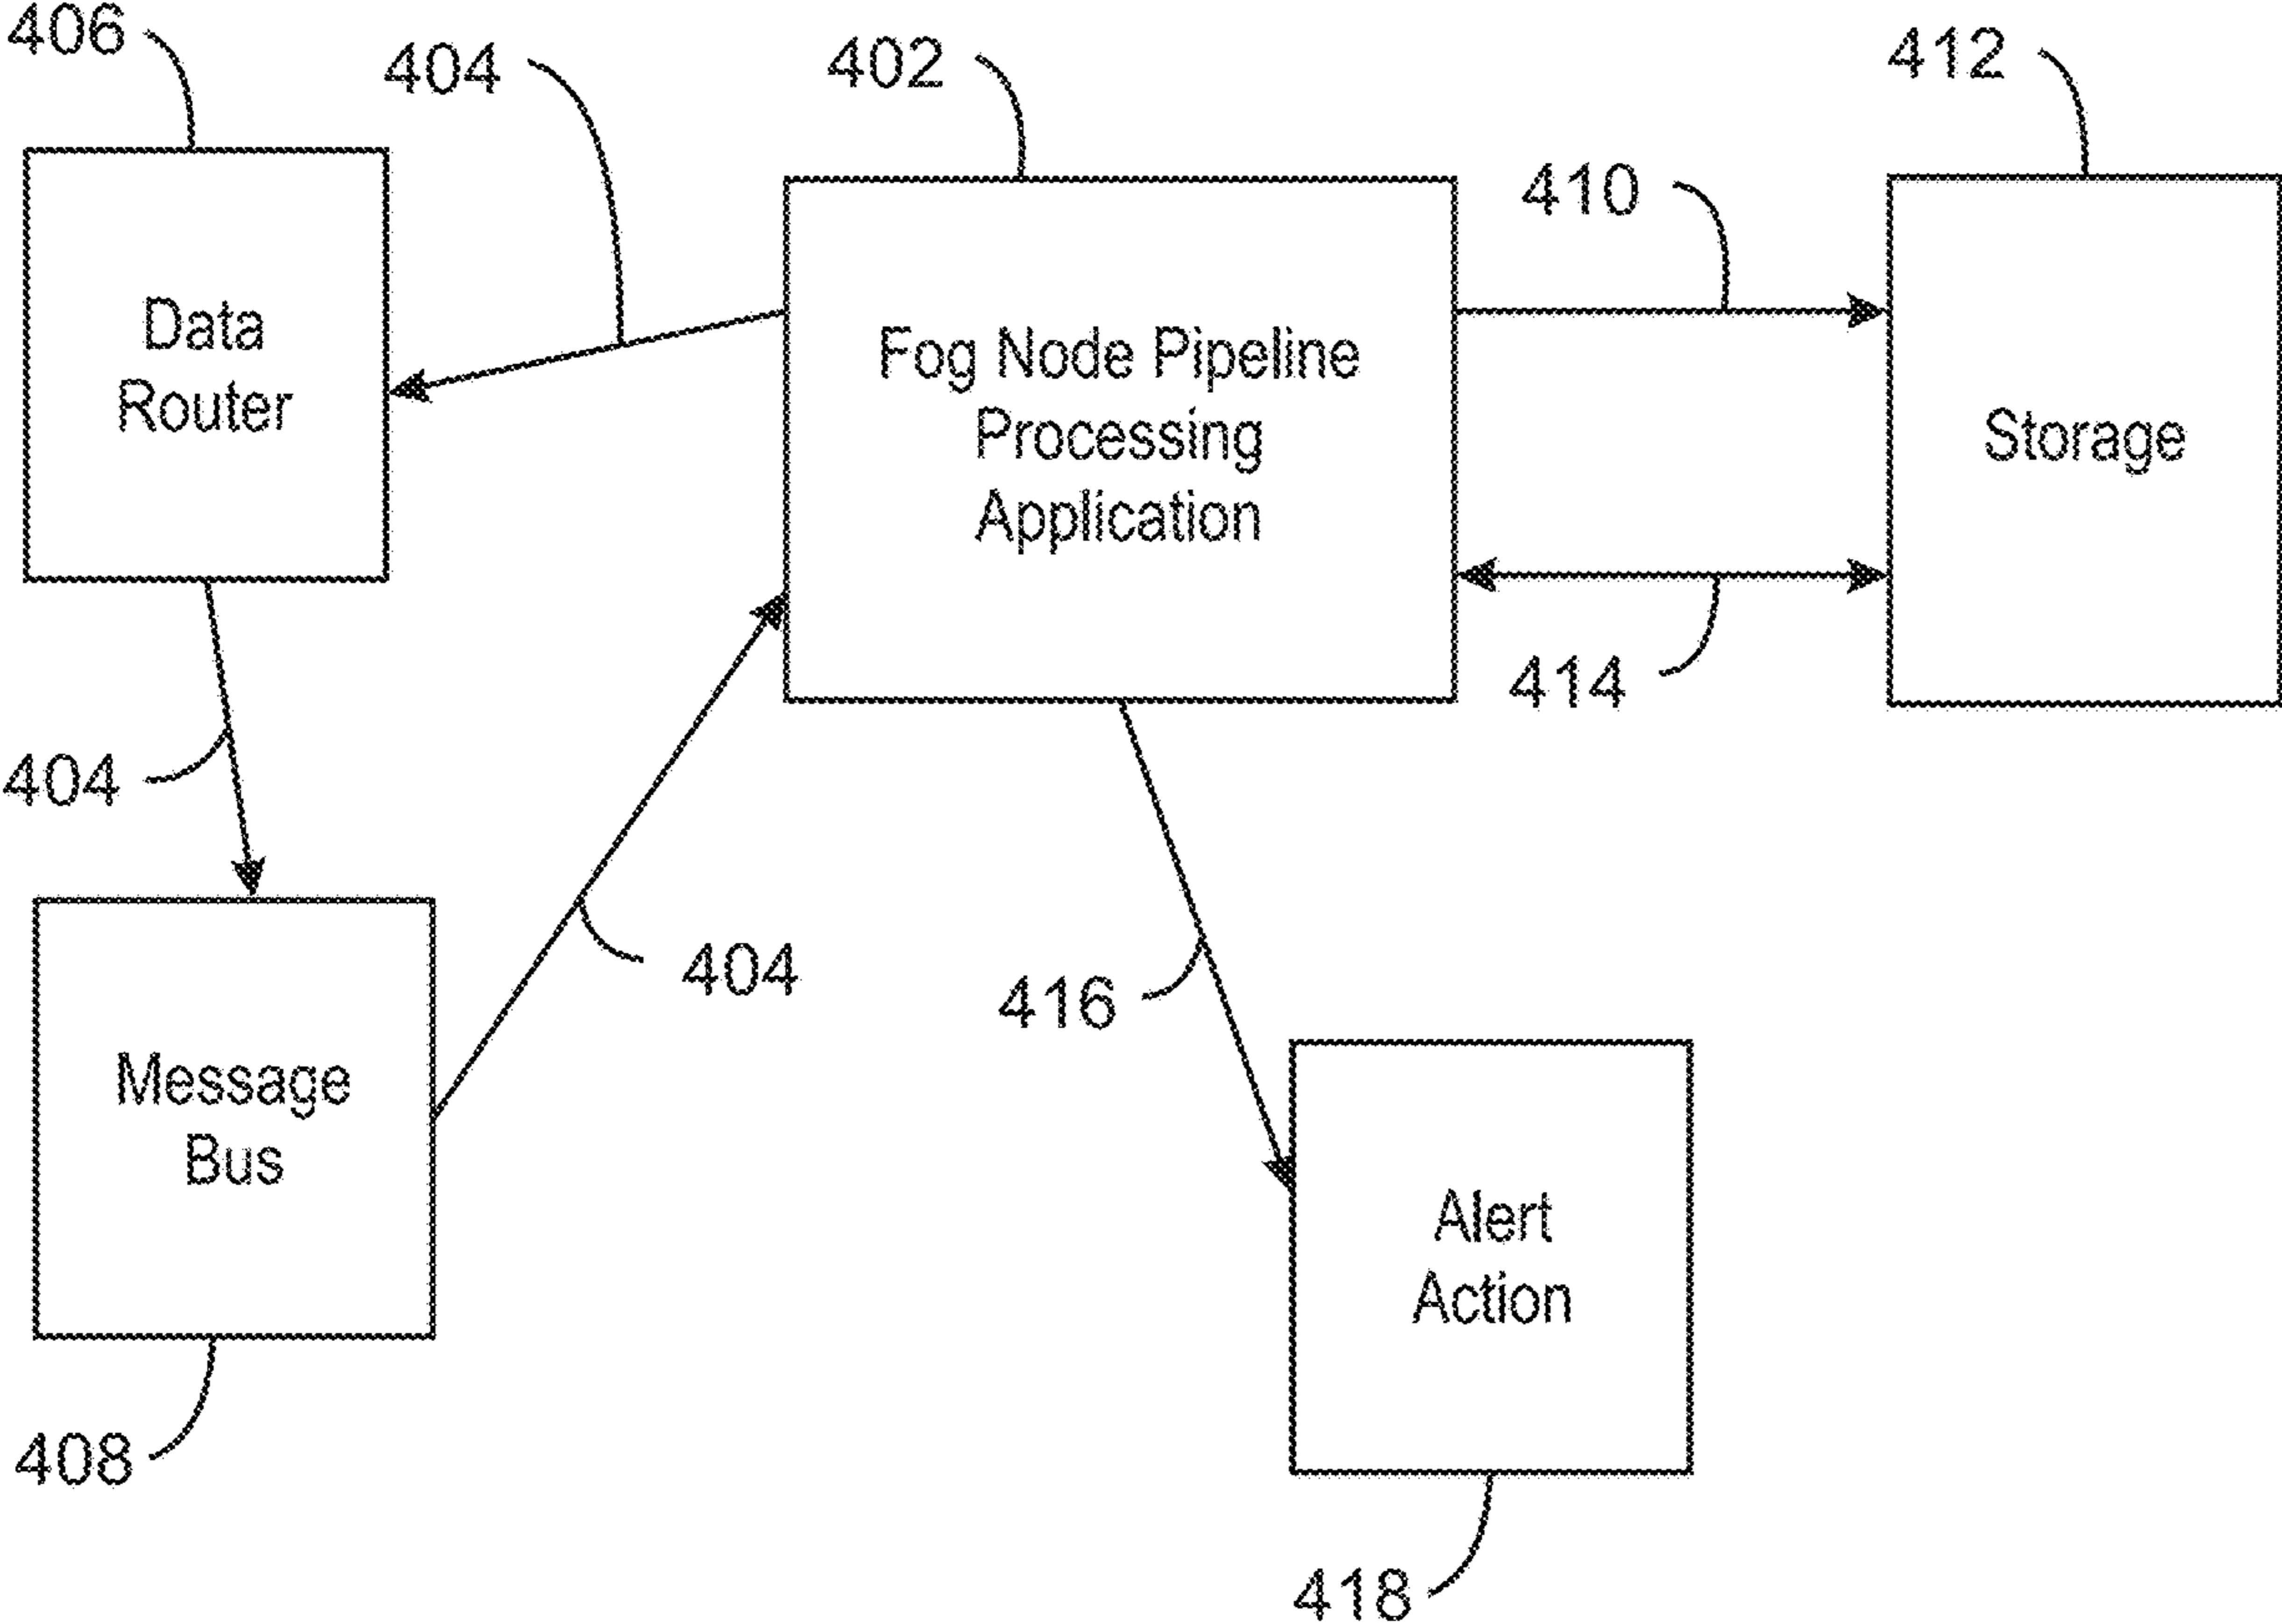 406
404
402
412
410
Data
Router
Fog Node Pipeline
Processing
Application
Storage
414
404
404
416
Message
Bus
Alert
Action
408
418